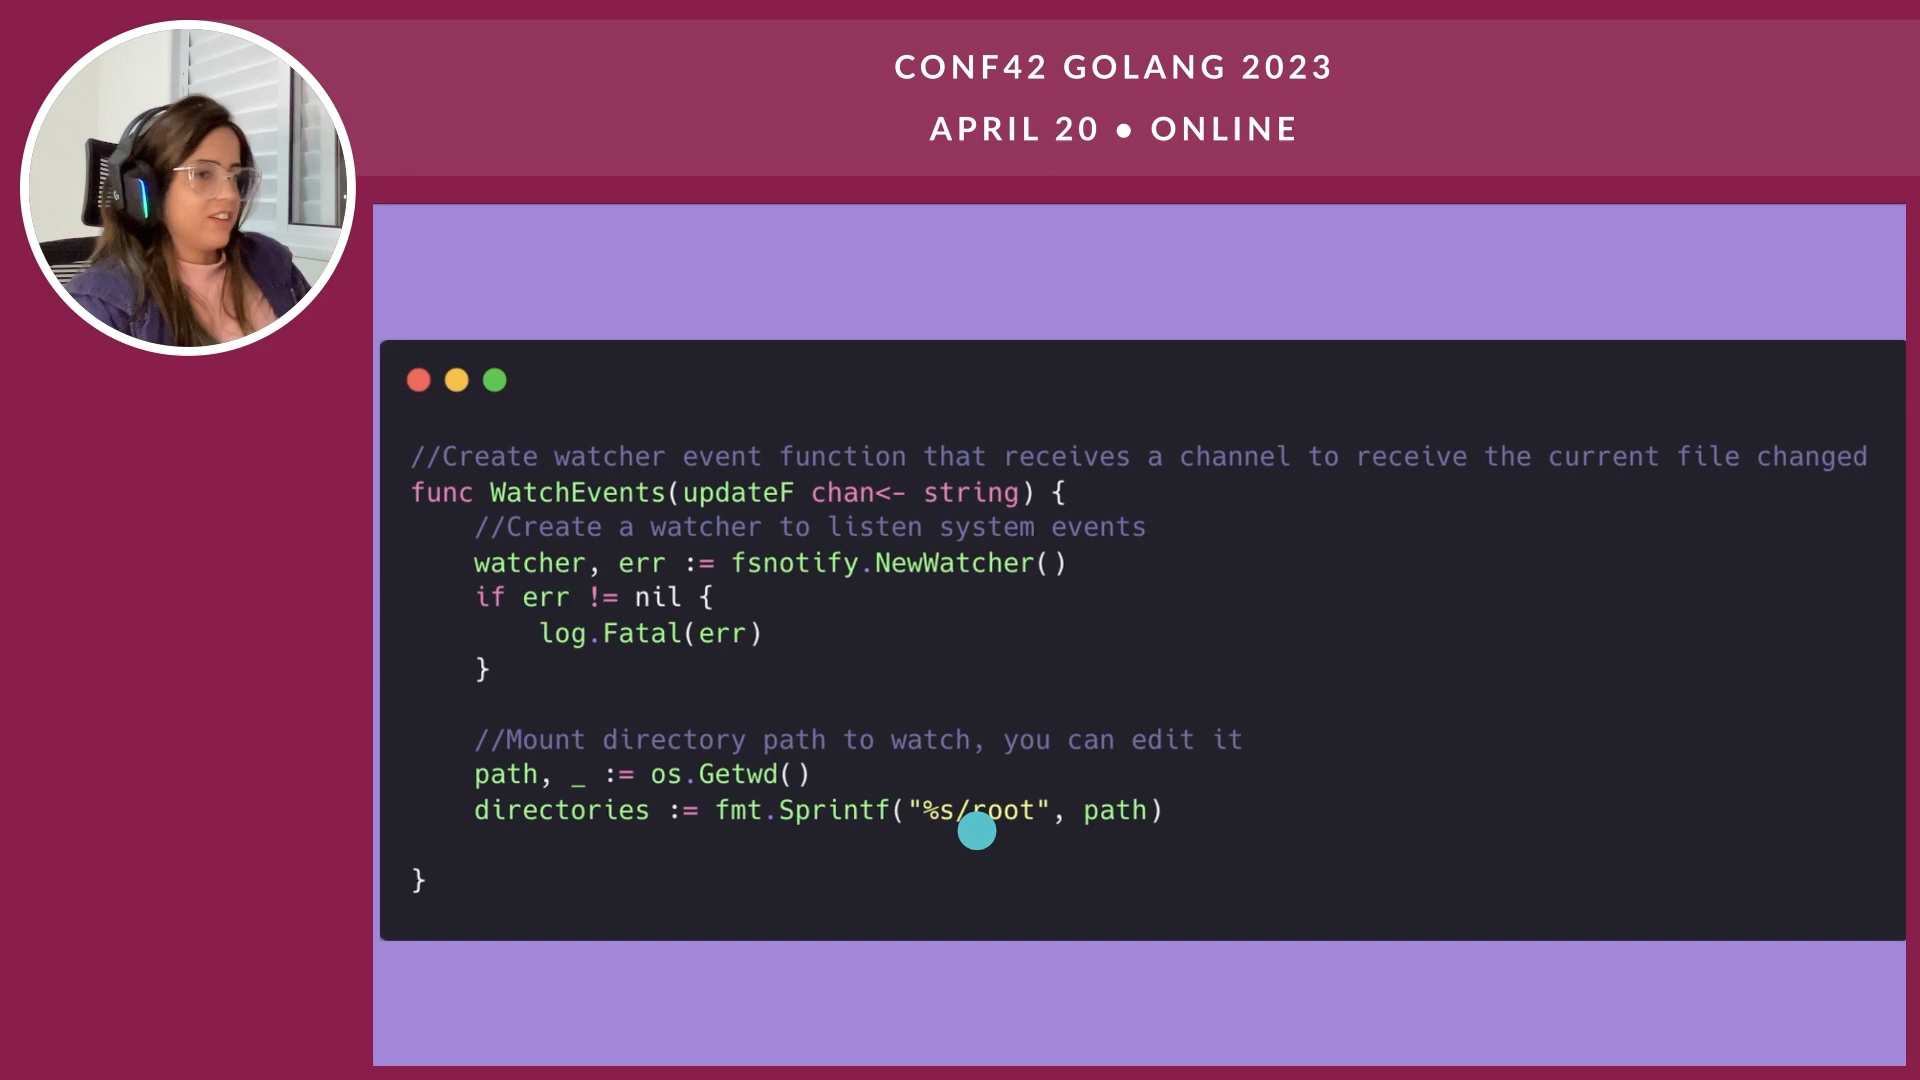 CONF42 GOLANG 2023
APRIL 20 • ONLINE
//Create watcher event function that receives a channel to receive the current file changed
func WatchEvents(updateF chan<- string) {
    //Create a watcher to listen system events
    watcher, err := fsnotify.NewWatcher()
    if err != nil {
        log.Fatal(err)
    }
    //Mount directory path to watch, you can edit it
    path, _ := os.Getwd()
    directories := fmt.Sprintf("%s/root", path)
}